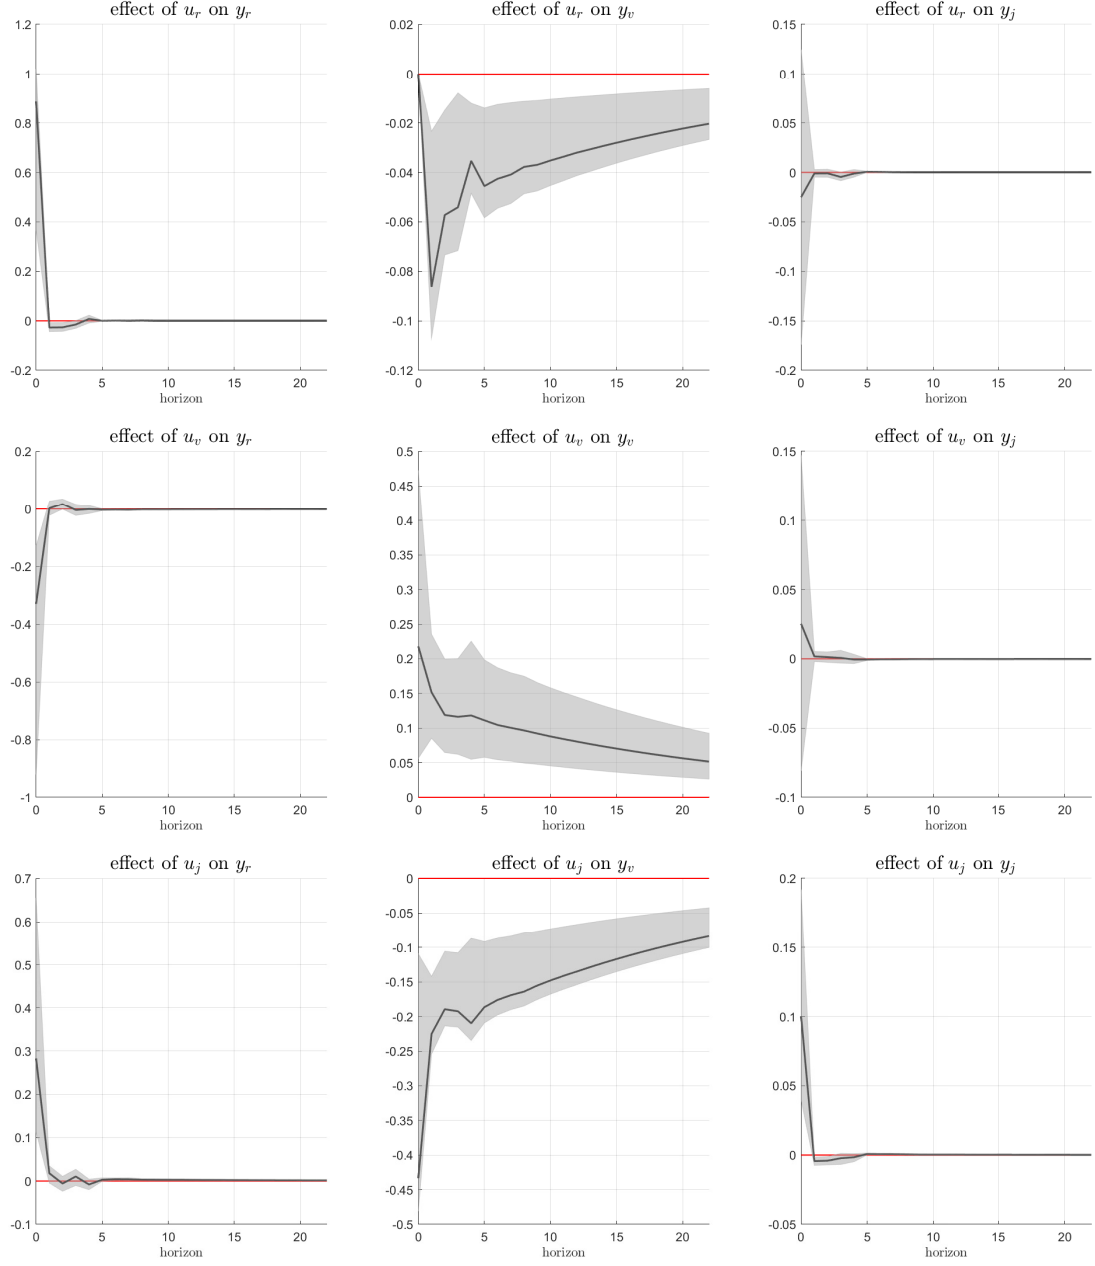 effect of u_r on y_r
effect of u_r on y_v
effect of u_r on y_j
1.2
1
0.8
0.6
0.4
0.2
0
-0.2
0 5 10 15 20
horizon
0.02
0
-0.02
-0.04
-0.06
-0.08
-0.1
-0.12
0 5 10 15 20
horizon
0.15
0.1
0.05
0
-0.05
-0.1
-0.15
-0.2
0 5 10 15 20
horizon
effect of u_v on y_r
effect of u_v on y_v
effect of u_v on y_j
0.2
0
-0.2
-0.4
-0.6
-0.8
-1
0 5 10 15 20
horizon
0.5
0.45
0.4
0.35
0.3
0.25
0.2
0.15
0.1
0.05
0
0 5 10 15 20
horizon
0.15
0.1
0.05
0
-0.05
-0.1
0 5 10 15 20
horizon
effect of u_j on y_r
effect of u_j on y_v
effect of u_j on y_j
0.7
0.6
0.5
0.4
0.3
0.2
0.1
0
-0.1
0 5 10 15 20
horizon
0
-0.05
-0.1
-0.15
-0.2
-0.25
-0.3
-0.35
-0.4
-0.45
-0.5
0 5 10 15 20
horizon
0.2
0.15
0.1
0.05
0
-0.05
0 5 10 15 20
horizon